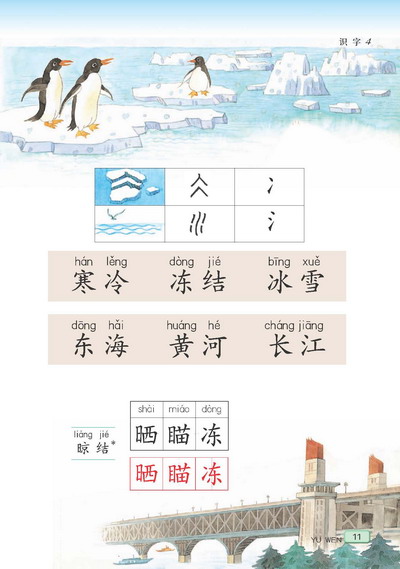 识字 4
冫
氵
hán lěng dòng jié bīng xuě
寒冷 冻结 冰雪
dōng hǎi huáng hé cháng jiāng
东海 黄河 长江
shài miáo dòng
晒 瞄 冻
liàng jié
晾 结*
晒 瞄 冻
YU WEN 11